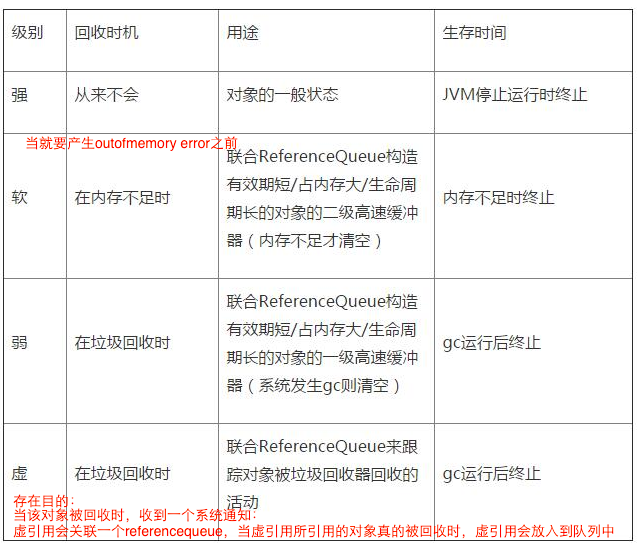 级别 回收时机 用途 生存时间
强 从来不会 对象的一般状态 JVM停止运行时终止
当就要产生outofmemory error之前
软 在内存不足时 联合ReferenceQueue构造
有效期短/占内存大/生命周
期长的对象的二级高速缓冲
器（内存不足才清空）
内存不足时终止
弱 在垃圾回收时 联合ReferenceQueue构造
有效期短/占内存大/生命周
期长的对象的一级高速缓冲
器（系统发生gc则清空）
gc运行后终止
虚 在垃圾回收时 联合ReferenceQueue来跟
踪对象被垃圾回收器回收的
活动
gc运行后终止
存在目的：
当该对象被回收时，收到一个系统通知：
虚引用会关联一个referencequeue，当虚引用所引用的对象真的被回收时，虚引用会放入到队列中